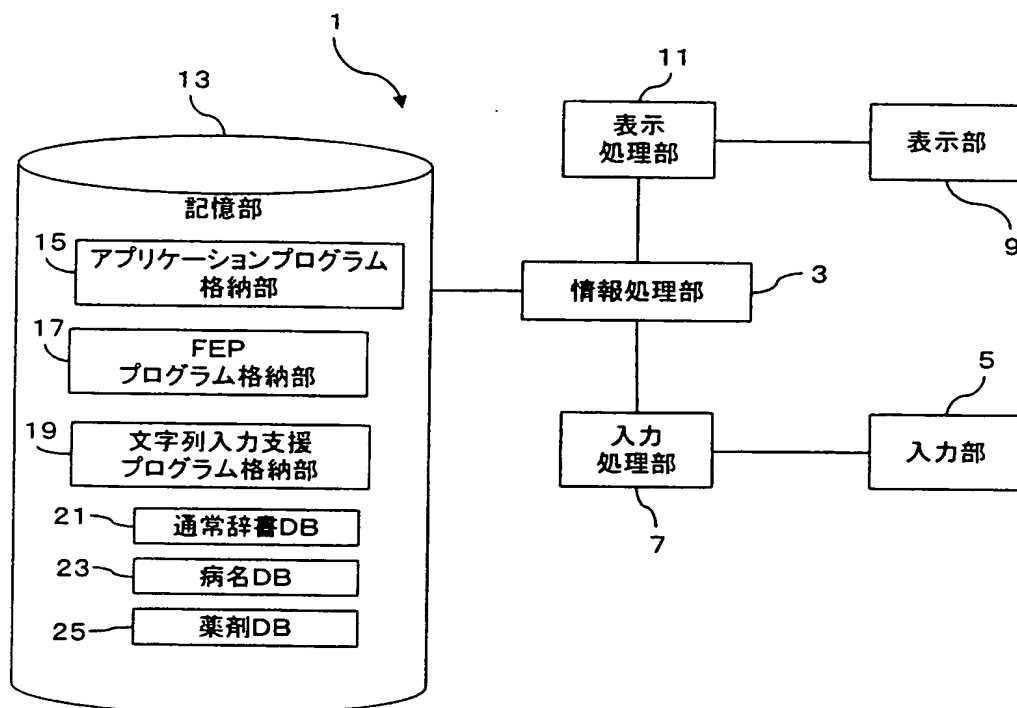 1
13
11
表示
処理部
表示部
9
記憶部
15
アプリケーションプログラム
格納部
情報処理部
3
17
FEP
プログラム格納部
5
19
文字列入力支援
プログラム格納部
入力
処理部
入力部
7
21
通常辞書DB
23
病名DB
25
薬剤DB